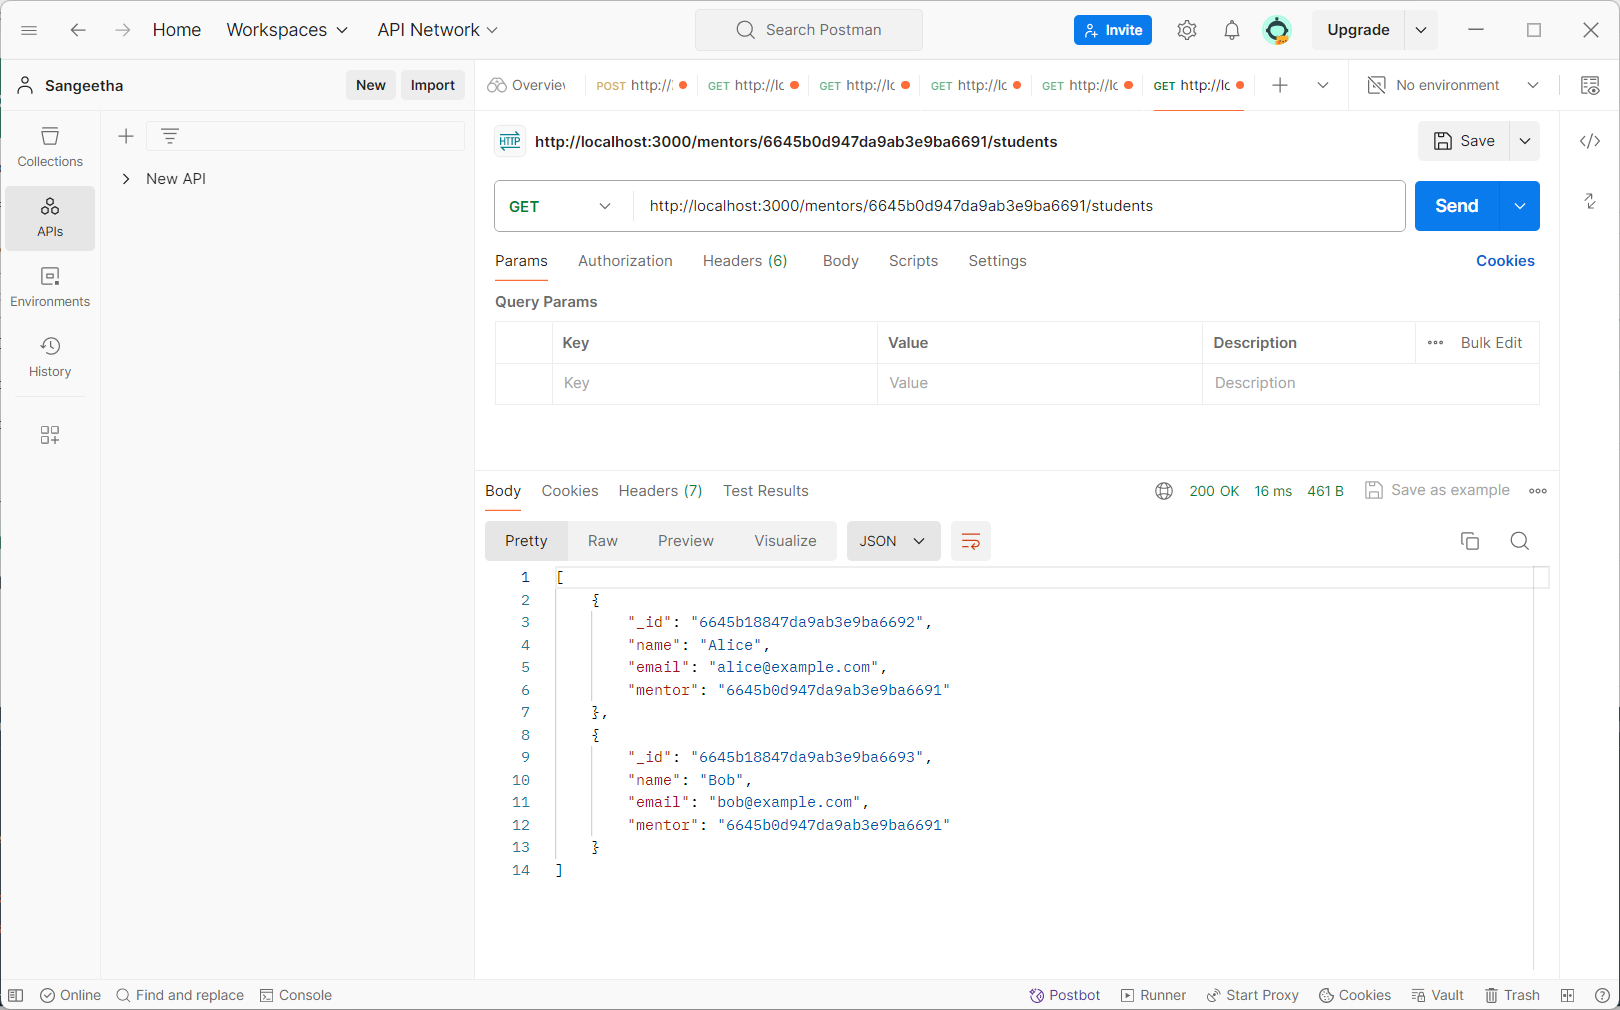 Home Workspaces API Network Search Postman Invite Upgrade
Sangeetha New Import Overview POST http:// GET http://lc GET http://lc GET http://lc GET http://lc GET http://lc No environment
Collections
APIs
Environments
History
New API
HTTP http://localhost:3000/mentors/6645b0d947da9ab3e9ba6691/students Save
GET http://localhost:3000/mentors/6645b0d947da9ab3e9ba6691/students Send
Params Authorization Headers (6) Body Scripts Settings Cookies
Query Params
Key Value Description Bulk Edit
Key Value Description
Body Cookies Headers (7) Test Results 200 OK 16 ms 461 B Save as example
Pretty Raw Preview Visualize JSON
1 [
2 {
3 "_id": "6645b18847da9ab3e9ba6692",
4 "name": "Alice",
5 "email": "alice@example.com",
6 "mentor": "6645b0d947da9ab3e9ba6691"
7 },
8 {
9 "_id": "6645b18847da9ab3e9ba6693",
10 "name": "Bob",
11 "email": "bob@example.com",
12 "mentor": "6645b0d947da9ab3e9ba6691"
13 }
14 ]
Online Find and replace Console Postbot Runner Start Proxy Cookies Vault Trash